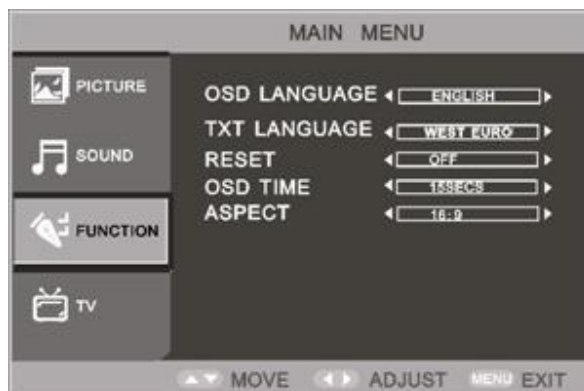 MAIN MENU
PICTURE
SOUND
FUNCTION
TV
OSD LANGUAGE ENGLISH
TXT LANGUAGE WEST EURO
RESET OFF
OSD TIME 15SECS
ASPECT 16:9
MOVE ADJUST MENU EXIT